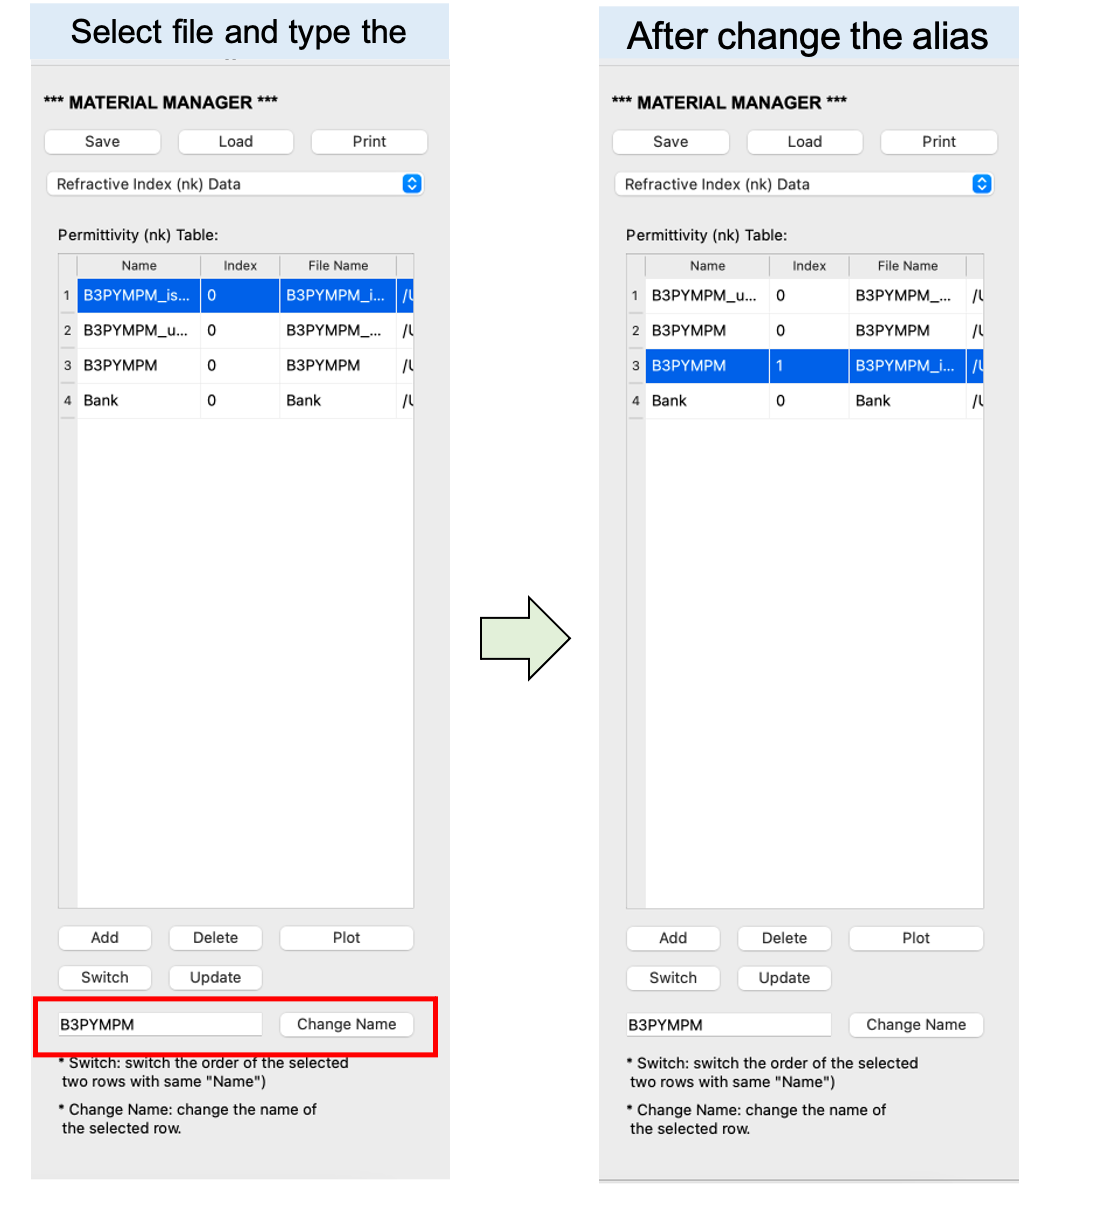 Select file and type the
*** MATERIAL MANAGER ***
Save Load Print
Refractive Index (nk) Data
Permittivity (nk) Table:
Name Index File Name
1 B3PYMPM_is... 0 B3PYMPM_i... /U
2 B3PYMPM_u... 0 B3PYMPM_... /U
3 B3PYMPM 0 B3PYMPM /U
4 Bank 0 Bank /U
Add Delete Plot
Switch Update
B3PYMPM Change Name
* Switch: switch the order of the selected
two rows with same "Name")
* Change Name: change the name of
the selected row.
After change the alias
*** MATERIAL MANAGER ***
Save Load Print
Refractive Index (nk) Data
Permittivity (nk) Table:
Name Index File Name
1 B3PYMPM_u... 0 B3PYMPM_... /U
2 B3PYMPM 0 B3PYMPM /U
3 B3PYMPM 1 B3PYMPM_i... /U
4 Bank 0 Bank /U
Add Delete Plot
Switch Update
B3PYMPM Change Name
* Switch: switch the order of the selected
two rows with same "Name")
* Change Name: change the name of
the selected row.